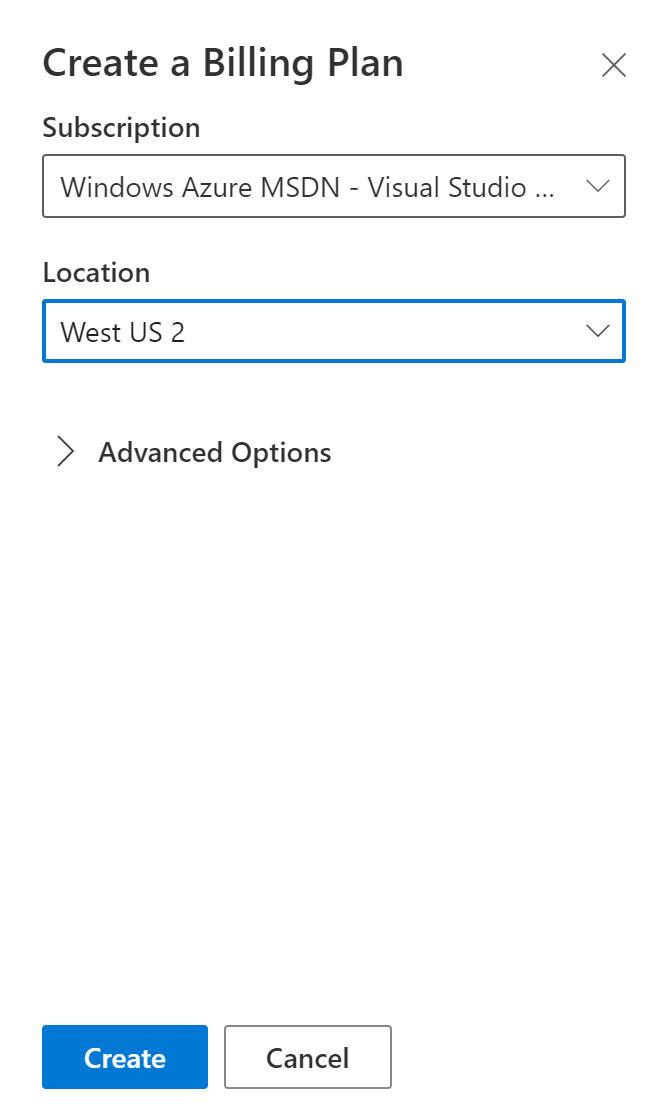 Create a Billing Plan
Subscription
Windows Azure MSDN - Visual Studio ...
Location
West US 2
Advanced Options
Create
Cancel